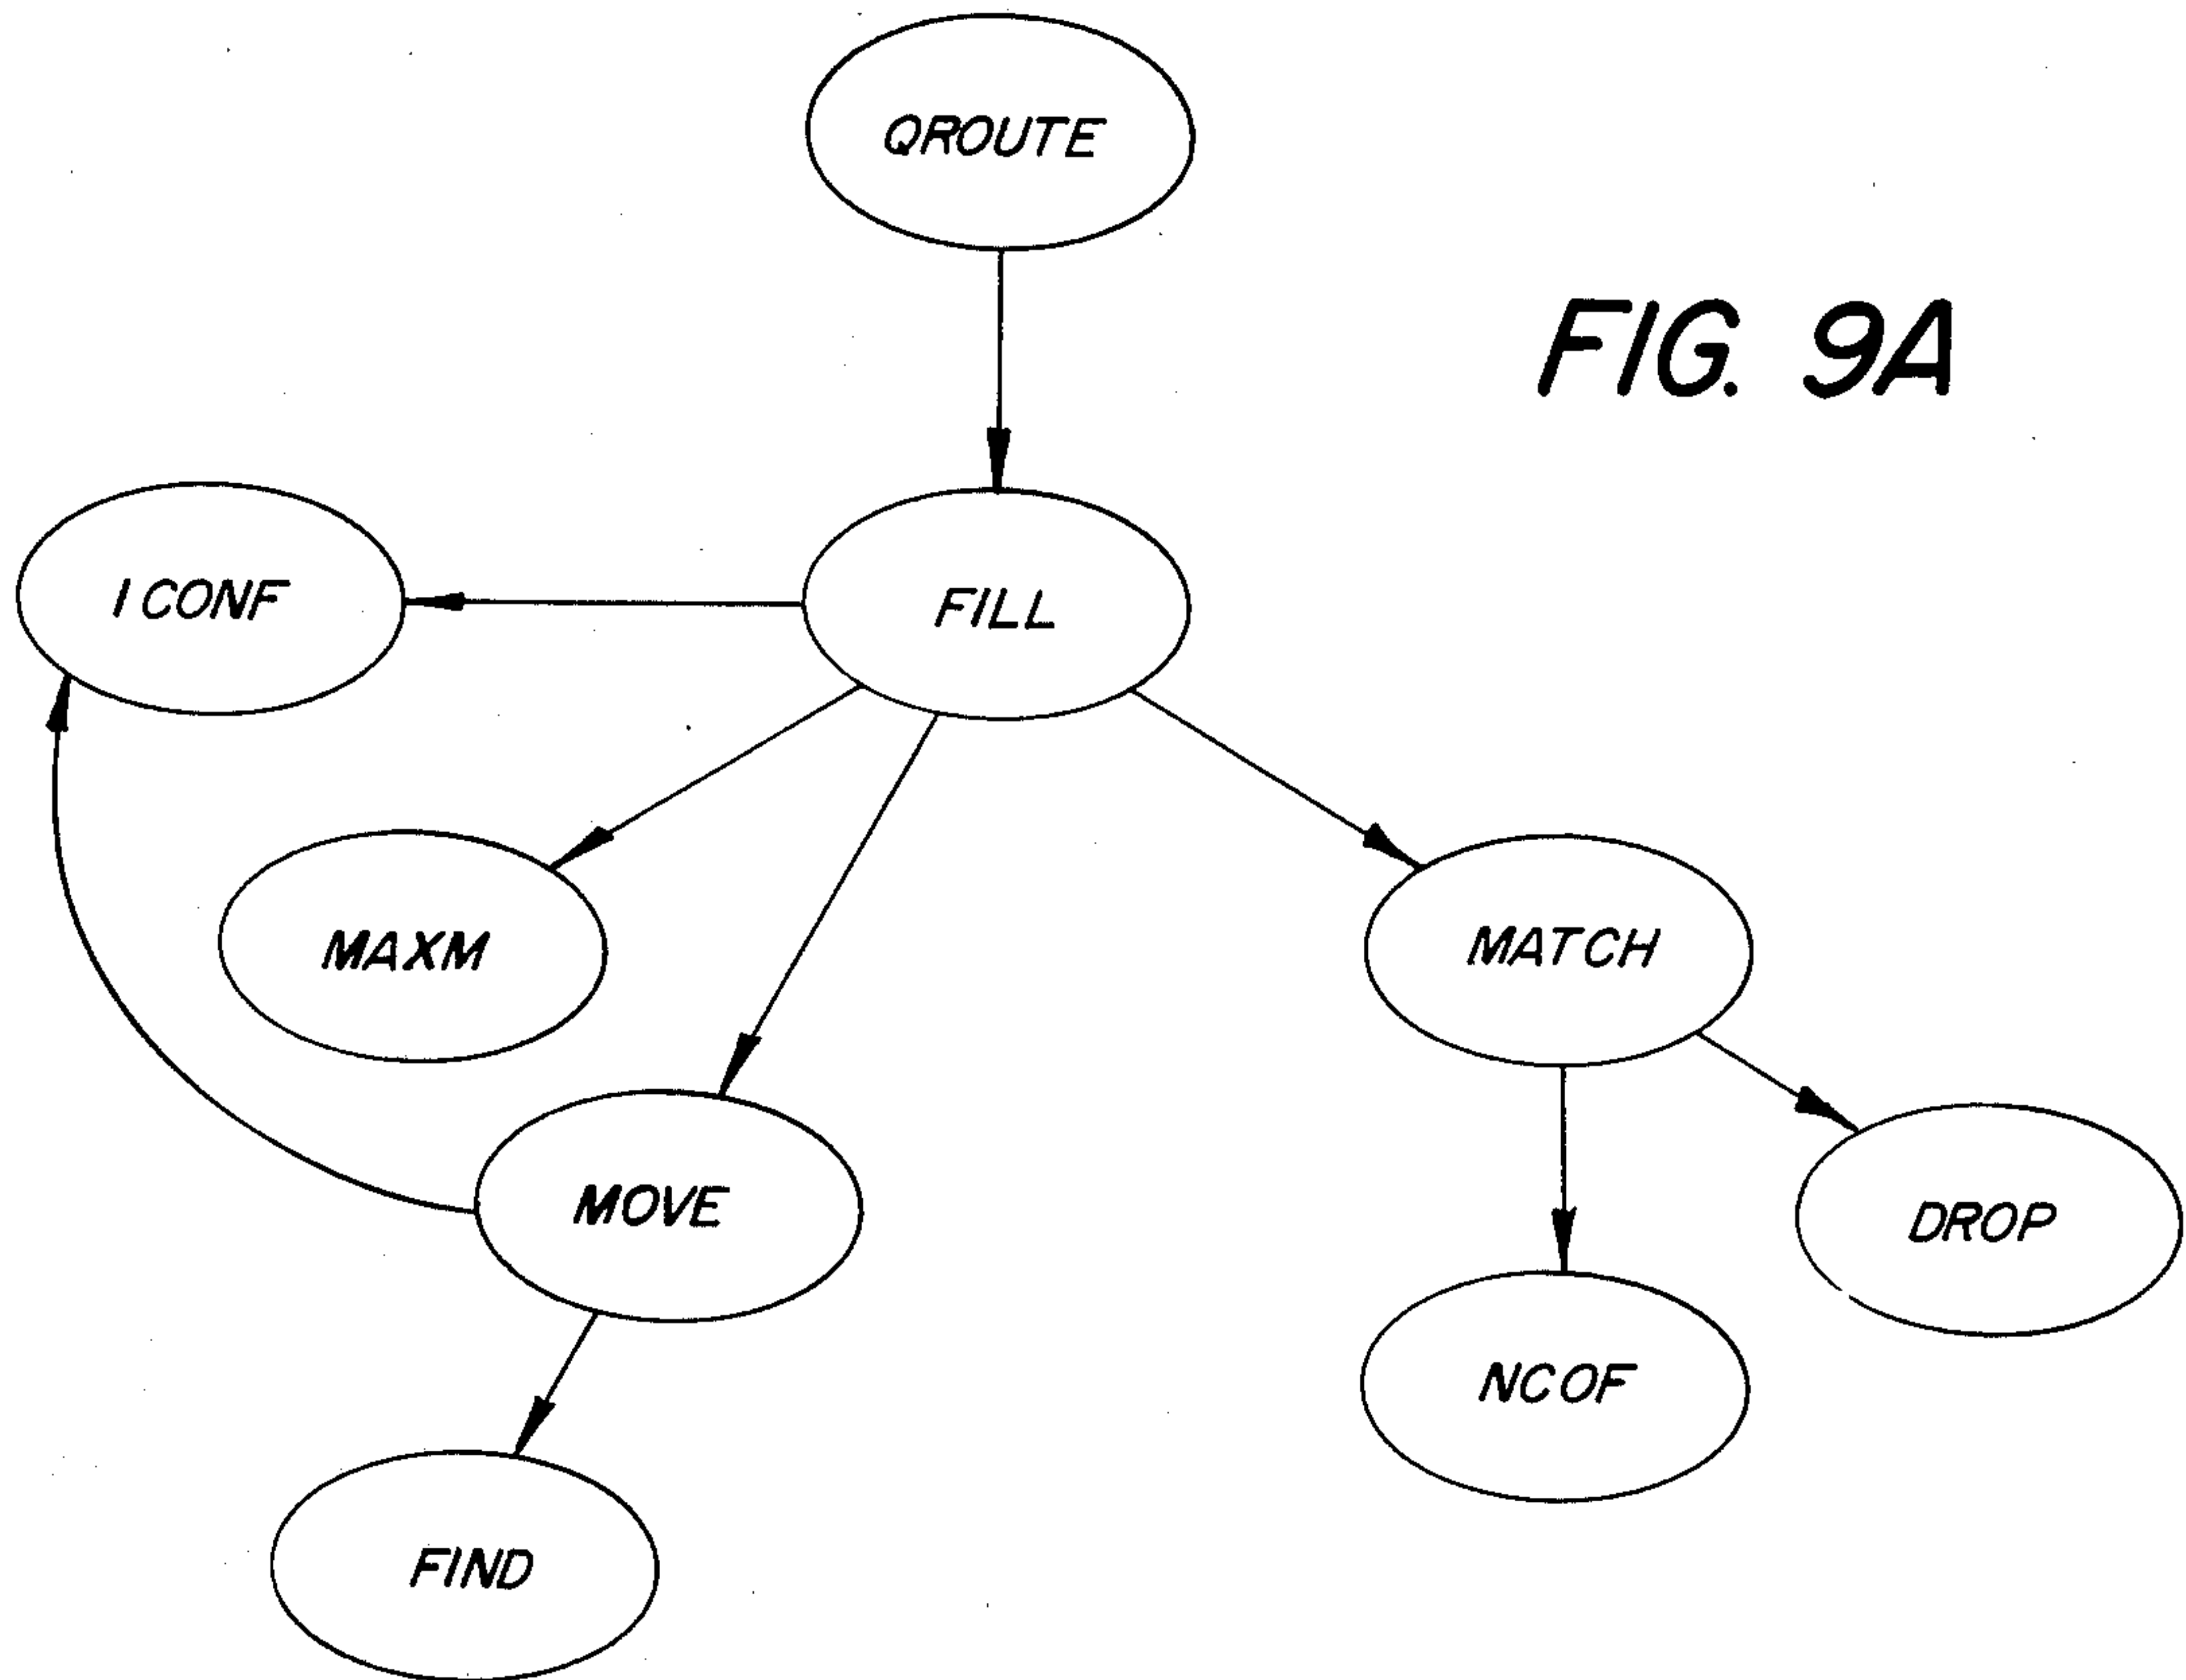 QROUTE
FIG. 9A
I CONF
FILL
MAXM
MATCH
MOVE
DROP
NCOF
FIND